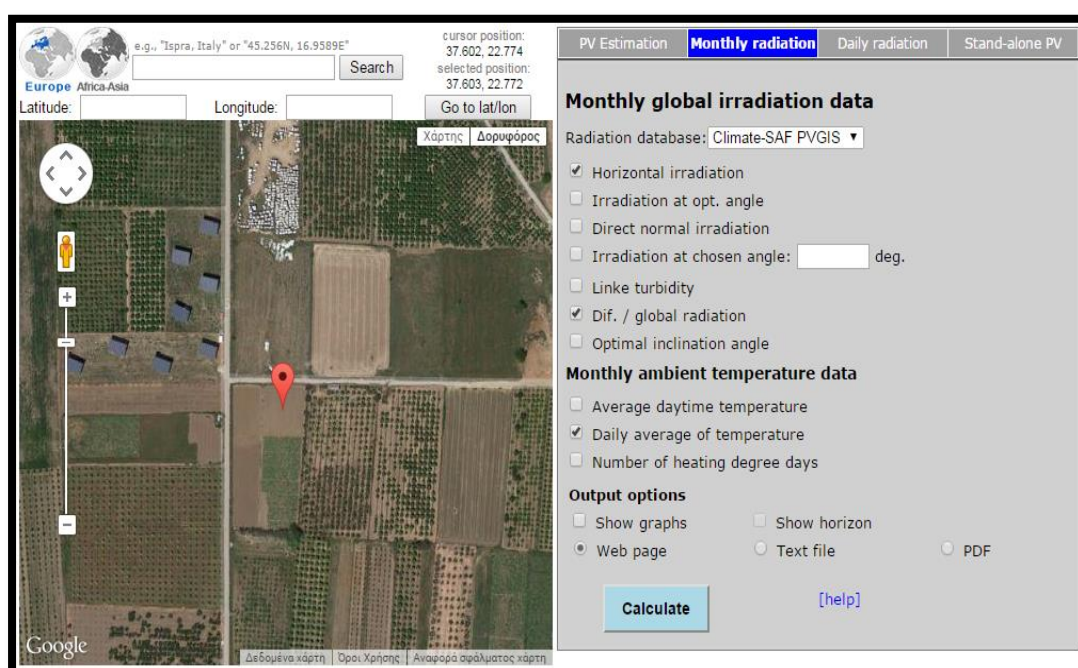 e.g., "Ispra, Italy" or "45.256N, 16.9589E"
cursor position:
37.602, 22.774
Search
selected position:
37.603, 22.772
Europe Africa-Asia
Latitude: Longitude: Go to lat/lon
Χάρτης Δορυφόρος
Google
Δεδομένα χάρτη Όροι Χρήσης Αναφορά σφάλματος χάρτη
PV Estimation Monthly radiation Daily radiation Stand-alone PV
Monthly global irradiation data
Radiation database: Climate-SAF PVGIS
Horizontal irradiation
Irradiation at opt. angle
Direct normal irradiation
Irradiation at chosen angle: deg.
Linke turbidity
Dif. / global radiation
Optimal inclination angle
Monthly ambient temperature data
Average daytime temperature
Daily average of temperature
Number of heating degree days
Output options
Show graphs Show horizon
Web page Text file PDF
Calculate [help]